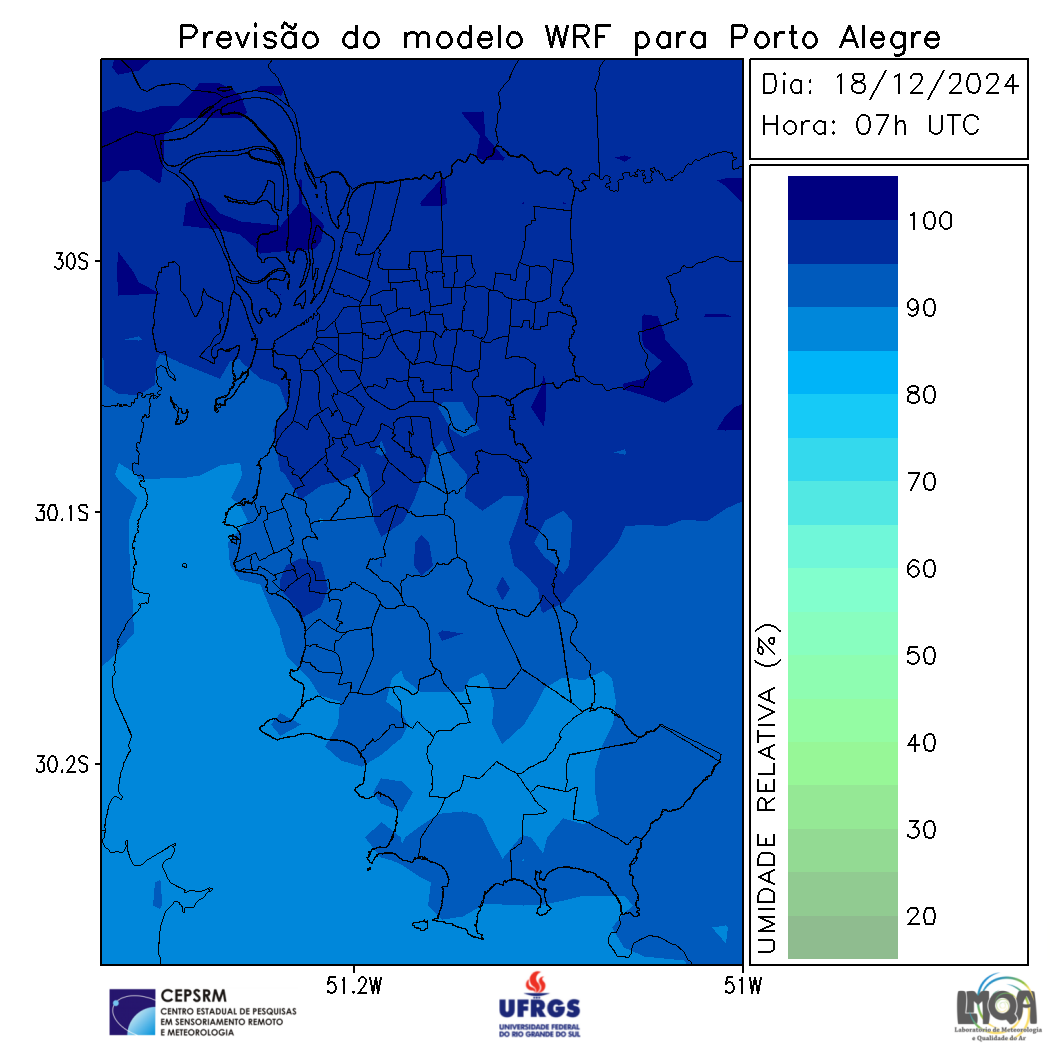 Previsão do modelo WRF para Porto Alegre
Dia: 18/12/2024
Hora: 07h UTC
30S
30.1S
30.2S
51.2W
51W
UMIDADE RELATIVA (%)
100
90
80
70
60
50
40
30
20
CEPSRM
CENTRO ESTADUAL DE PESQUISAS
EM SENSORIAMENTO REMOTO
E METEOROLOGIA
UFRGS
UNIVERSIDADE FEDERAL
DO RIO GRANDE DO SUL
LMQA
Laboratório de Meteorologia
e Qualidade do Ar